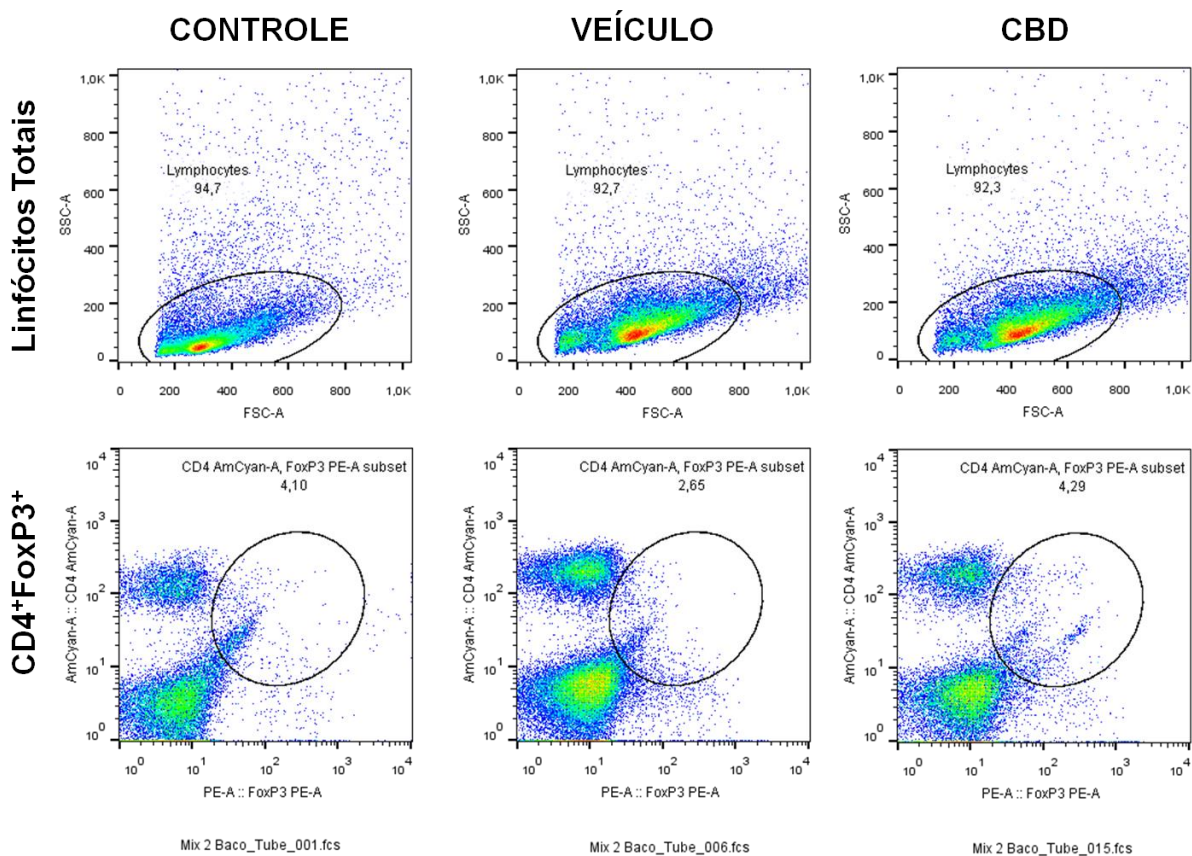 CONTROLE
VEÍCULO
CBD
Linfócitos Totais
1,0K
800
600
400
200
0
SSC-A
Lymphocytes
94,7
0 200 400 600 800 1,0K
FSC-A
1,0K
800
600
400
200
0
SSC-A
Lymphocytes
92,7
0 200 400 600 800 1,0K
FSC-A
1,0K
800
600
400
200
0
SSC-A
Lymphocytes
92,3
0 200 400 600 800 1,0K
FSC-A
CD4⁺FoxP3⁺
10⁴
10³
10²
10¹
10⁰
AmCyan-A :: CD4 AmCyan-A
CD4 AmCyan-A, FoxP3 PE-A subset
4,10
10⁰ 10¹ 10² 10³ 10⁴
PE-A :: FoxP3 PE-A
Mix 2 Baco_Tube_001.fcs
10⁴
10³
10²
10¹
10⁰
AmCyan-A :: CD4 AmCyan-A
CD4 AmCyan-A, FoxP3 PE-A subset
2,65
10⁰ 10¹ 10² 10³ 10⁴
PE-A :: FoxP3 PE-A
Mix 2 Baco_Tube_006.fcs
10⁴
10³
10²
10¹
10⁰
AmCyan-A :: CD4 AmCyan-A
CD4 AmCyan-A, FoxP3 PE-A subset
4,29
10⁰ 10¹ 10² 10³ 10⁴
PE-A :: FoxP3 PE-A
Mix 2 Baco_Tube_015.fcs